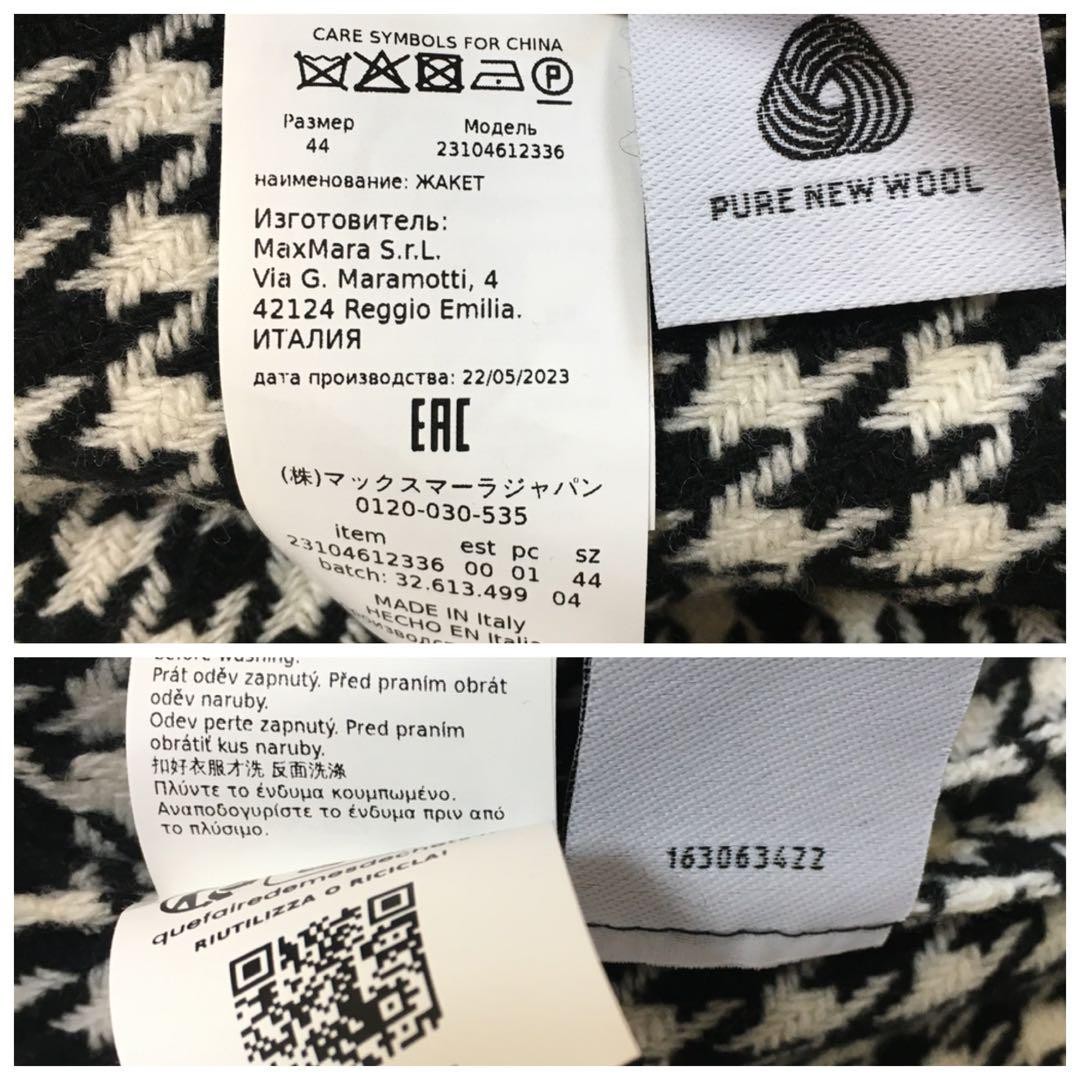 CARE SYMBOLS FOR CHINA
P
Размер
44
Модель
23104612336
наименование: ЖАКЕТ
Изготовитель:
MaxMara S.r.L.
Via G. Maramotti, 4
42124 Reggio Emilia.
ИТАЛИЯ
дата производства: 22/05/2023
EAC
(株)マックスマーラジャパン
0120-030-535
item est pc sz
23104612336 00 01 44
batch: 32.613.499 04
MADE IN Italy
HECHO EN Italia
PURE NEW WOOL
before washing.
Prát oděv zapnutý. Před praním obrát
oděv naruby.
Odev perte zapnutý. Pred praním
obrátiť kus naruby.
扣好衣服才洗 反面洗涤
Πλύντε το ένδυμα κουμπωμένο.
Αναποδογυρίστε το ένδυμα πριν από
το πλύσιμο.
quefairedemesdechets
RIUTILIZZA O RICICLA!
163063422